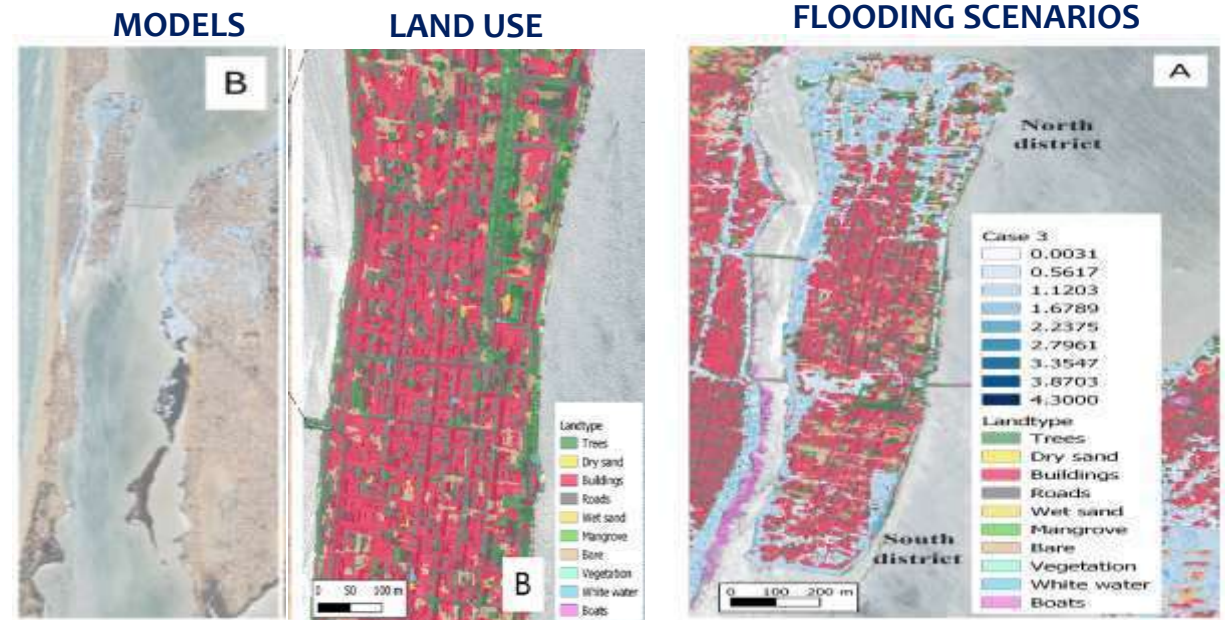 MODELS
LAND USE
FLOODING SCENARIOS
B
Landtype
Trees
Dry sand
Buildings
Roads
Wet sand
Mangrove
Bare
Vegetation
White water
Boats
0 50 100 m
B
A
North
district
Case 3
0.0031
0.5617
1.1203
1.6789
2.2375
2.7961
3.3547
3.8703
4.3000
Landtype
Trees
Dry sand
Buildings
Roads
Wet sand
Mangrove
Bare
Vegetation
White water
Boats
South
district
0 100 200 m